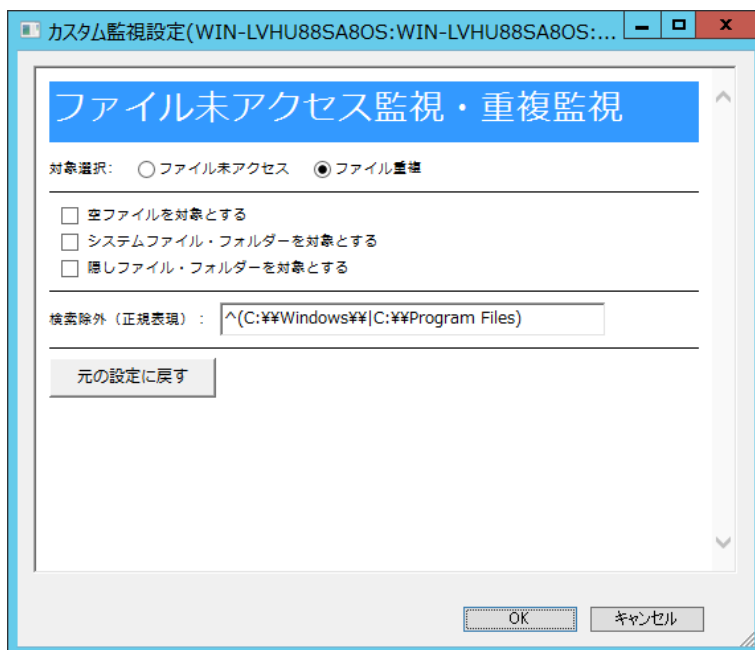 カスタム監視設定(WIN-LVHU88SA8OS:WIN-LVHU88SA8OS:...
ファイル未アクセス監視・重複監視
対象選択: ファイル未アクセス ファイル重複
空ファイルを対象とする
システムファイル・フォルダーを対象とする
隠しファイル・フォルダーを対象とする
検索除外（正規表現）： ^(C:¥¥Windows¥¥|C:¥¥Program Files)
元の設定に戻す
OK キャンセル